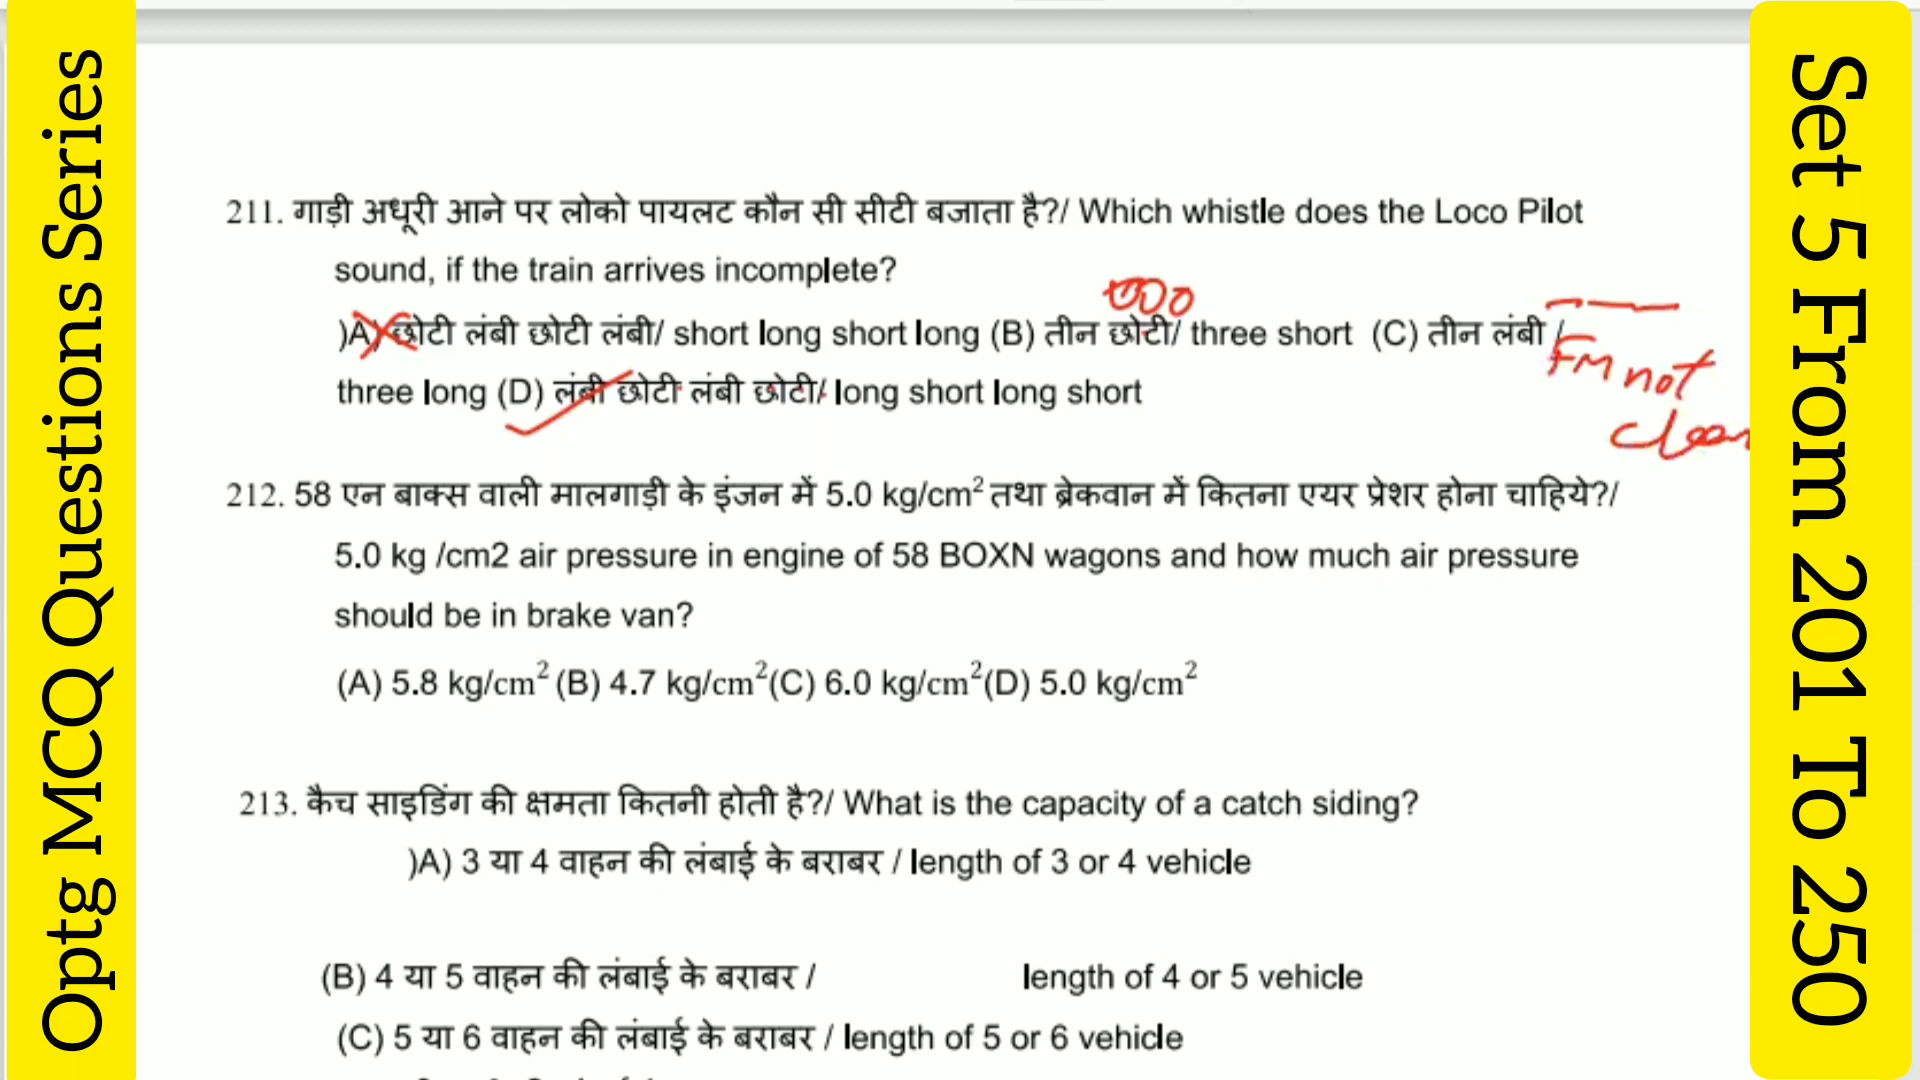 Optg MCQ Questions Series
211. गाड़ी अधूरी आने पर लोको पायलट कौन सी सीटी बजाता है?/ Which whistle does the Loco Pilot
sound, if the train arrives incomplete?
)A) छोटी लंबी छोटी लंबी/ short long short long (B) तीन छोटी/ three short (C) तीन लंबी /
three long (D) लंबी छोटी लंबी छोटी/ long short long short
FM not
clear
212. 58 एन बाक्स वाली मालगाड़ी के इंजन में 5.0 kg/cm² तथा ब्रेकवान में कितना एयर प्रेशर होना चाहिये?/
5.0 kg /cm2 air pressure in engine of 58 BOXN wagons and how much air pressure
should be in brake van?
(A) 5.8 kg/cm² (B) 4.7 kg/cm²(C) 6.0 kg/cm²(D) 5.0 kg/cm²
213. कैच साइडिंग की क्षमता कितनी होती है?/ What is the capacity of a catch siding?
)A) 3 या 4 वाहन की लंबाई के बराबर / length of 3 or 4 vehicle
(B) 4 या 5 वाहन की लंबाई के बराबर / length of 4 or 5 vehicle
(C) 5 या 6 वाहन की लंबाई के बराबर / length of 5 or 6 vehicle
Set 5 From 201 To 250